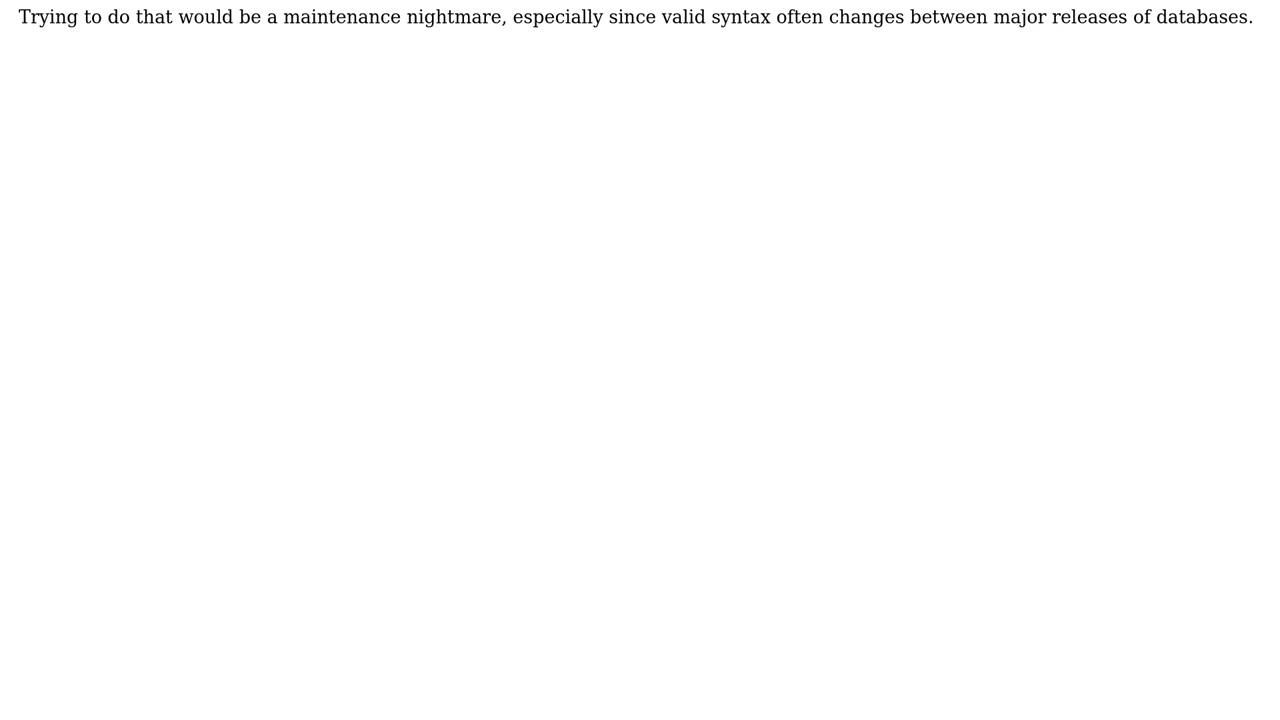 Trying to do that would be a maintenance nightmare, especially since valid syntax often changes between major releases of databases.